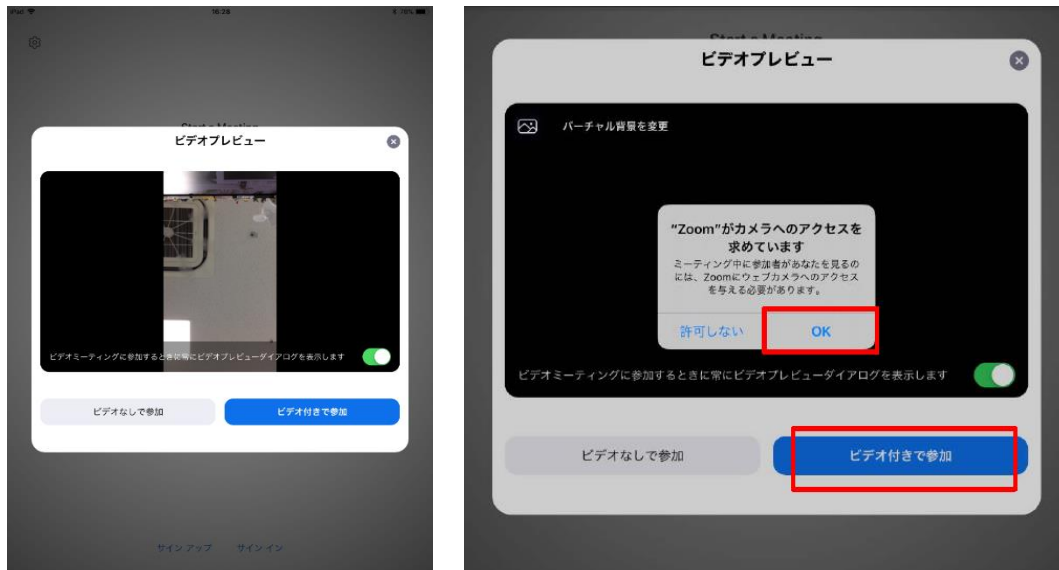 iPad
16:28
Start a Meeting
ビデオプレビュー
ビデオミーティングに参加するときに常にビデオプレビューダイアログを表示します
ビデオなしで参加
ビデオ付きで参加
サイン アップ
サイン イン
Start a Meeting
ビデオプレビュー
バーチャル背景を変更
"Zoom"がカメラへのアクセスを
求めています
ミーティング中に参加者があなたを見るの
には、Zoomにウェブカメラへのアクセス
を与える必要があります。
許可しない
OK
ビデオミーティングに参加するときに常にビデオプレビューダイアログを表示します
ビデオなしで参加
ビデオ付きで参加